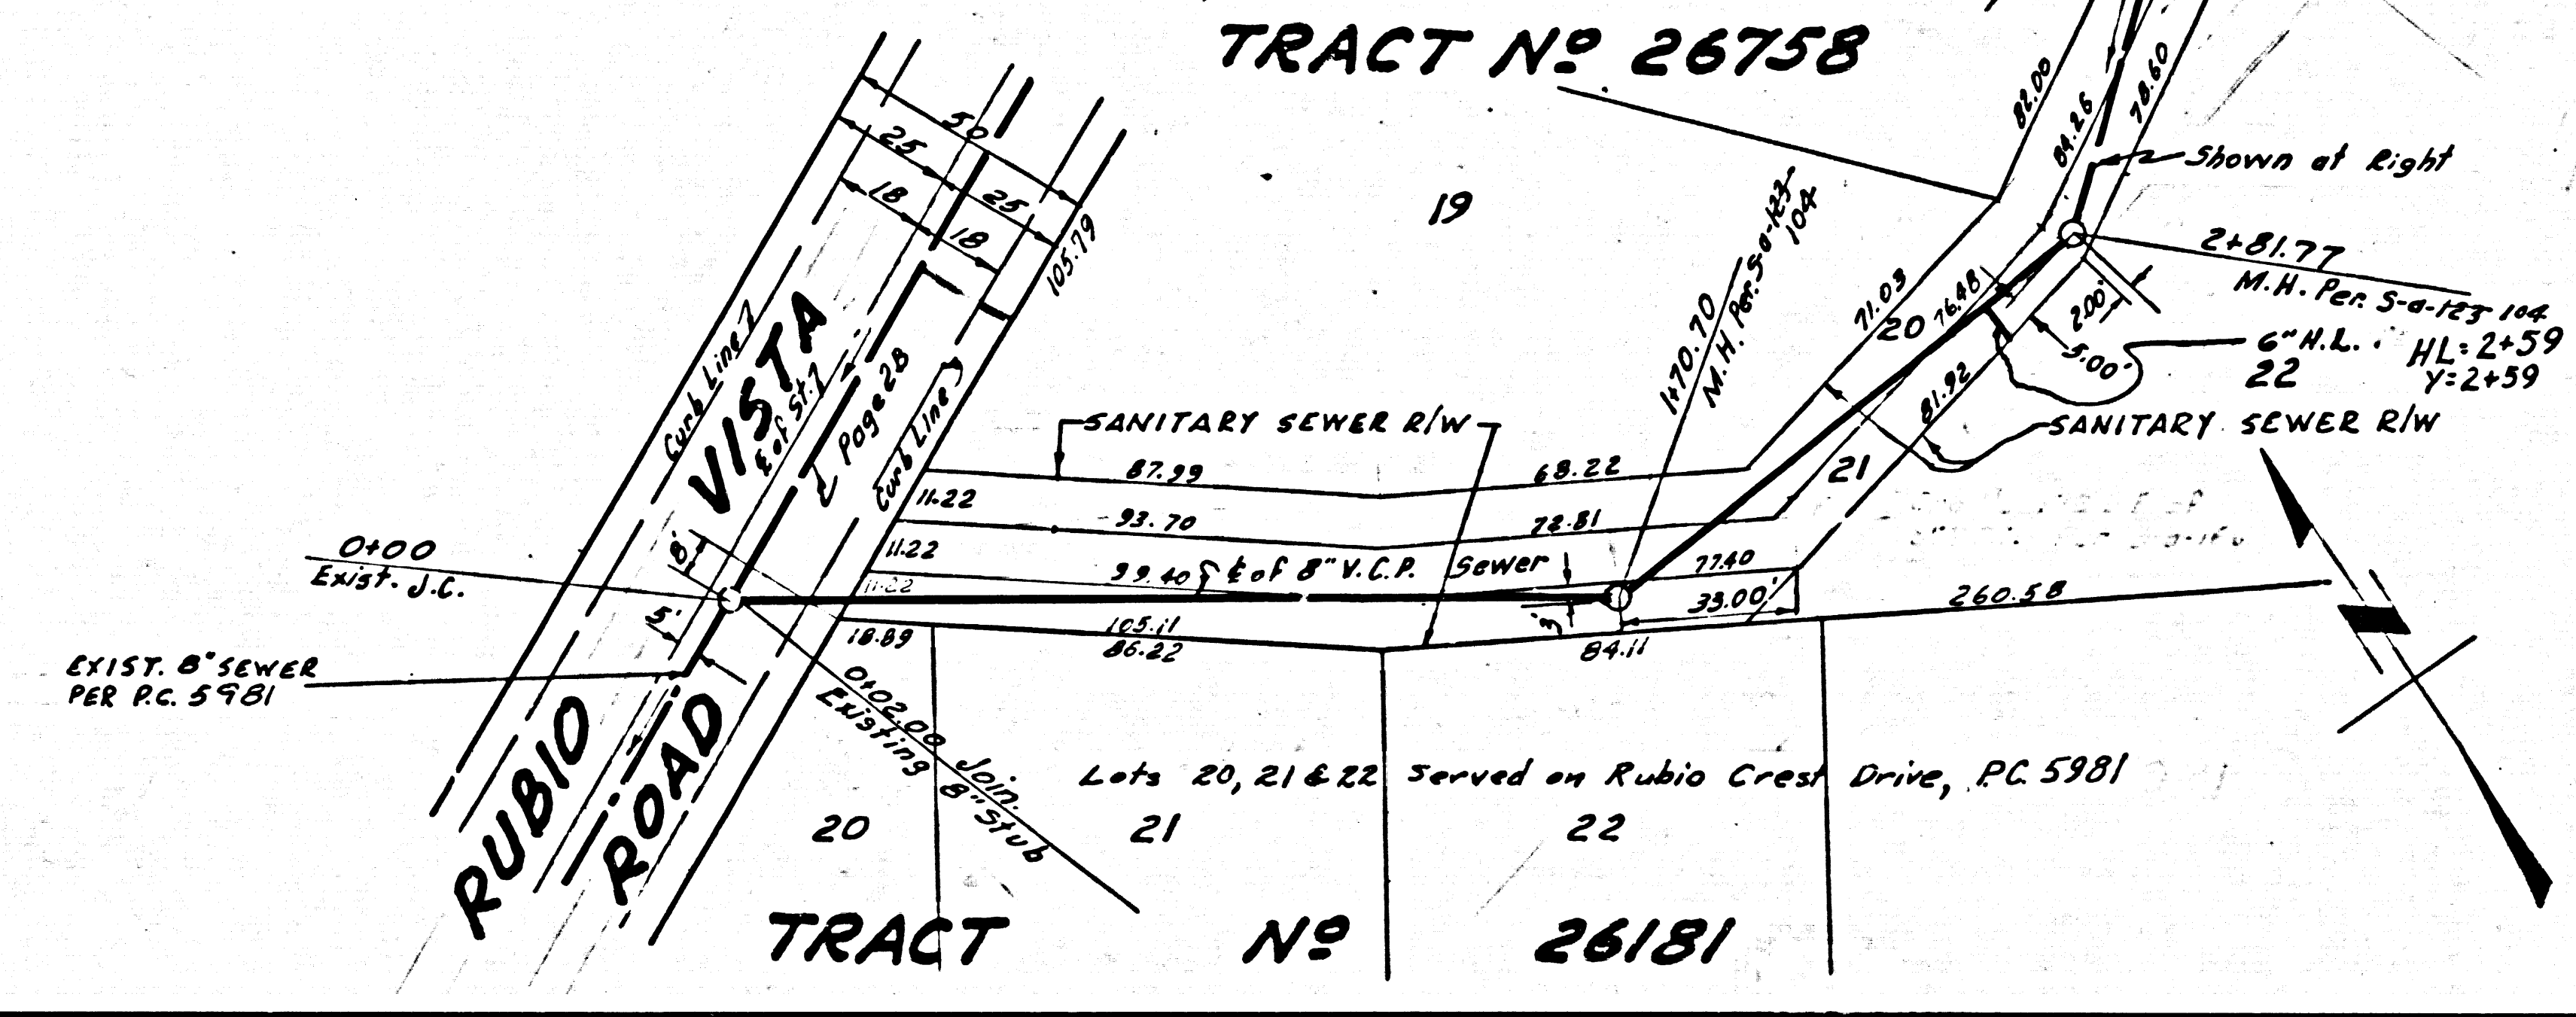 TRACT Nº 26758
50
25
25
18
18
105.79
19
82.00
84.26
78.60
Shown at Right
2+81.77
M.H. Per. S-a-123 104
2.00'
5.00'
6" H.L.
22
HL: 2+59
Y= 2+59
1+70.70
M.H. Per. S-a-123
104
71.03
20
76.48
81.92
21
SANITARY SEWER R/W
SANITARY SEWER R/W
Curb Line
VISTA
℄ of St.
Page 2B
Curb Line
87.99
68.22
11.22
93.70
72.81
11.22
99.40
℄ of 8" V.C.P. Sewer
77.40
11.22
33.00'
3'
260.58
0+00
Exist. J.C.
8'
5'
18.89
105.11
86.22
84.11
EXIST. 8" SEWER
PER P.C. 5981
0+02.00 Join.
Existing 8" Stub
RUBIO
ROAD
Lots 20, 21 & 22 Served on Rubio Crest Drive, P.C. 5981
20
21
22
TRACT Nº 26181